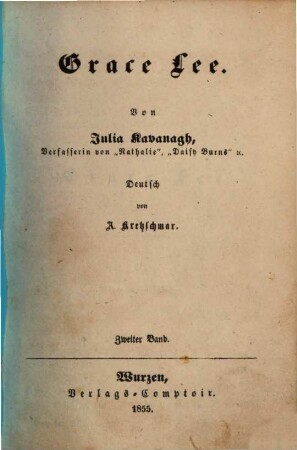 Grace Lee.
Von
Julia Kavanagh,
Verfasserin von „Nathalie“, „Daisy Burns“ ꝛc.
Deutsch
von
A. Kretzschmar.
Zweiter Band.
Wurzen,
Verlags-Comptoir.
1855.